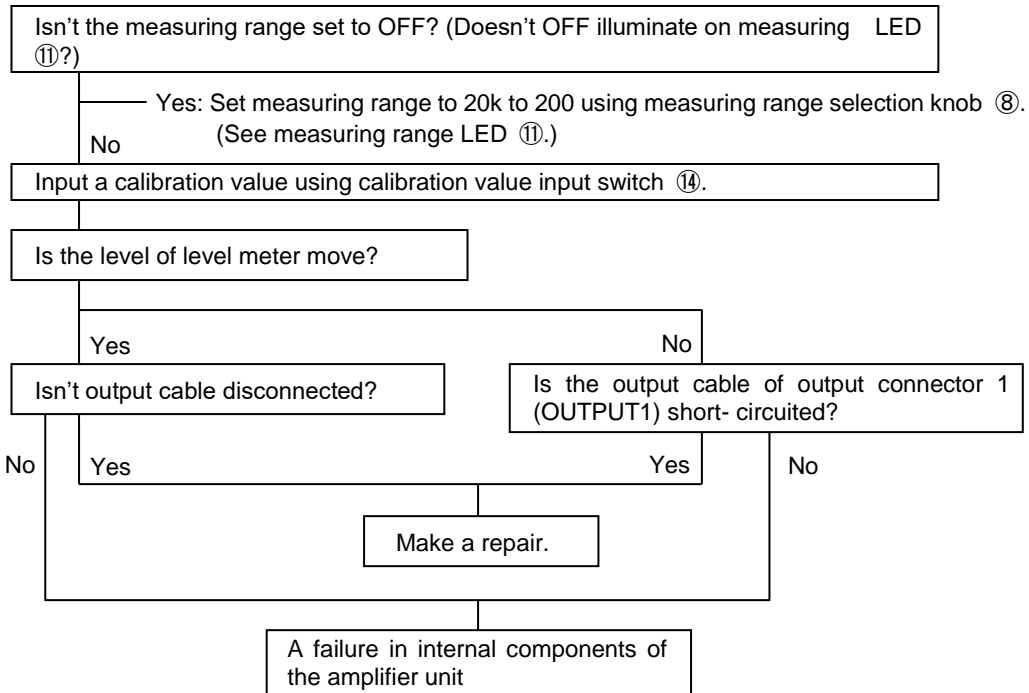 Isn't the measuring range set to OFF? (Doesn't OFF illuminate on measuring LED
⑪?)
Yes: Set measuring range to 20k to 200 using measuring range selection knob ⑧.
(See measuring range LED ⑪.)
No
Input a calibration value using calibration value input switch ⑭.
Is the level of level meter move?
Yes
No
Isn't output cable disconnected?
Is the output cable of output connector 1
(OUTPUT1) short- circuited?
No
Yes
Yes
No
Make a repair.
A failure in internal components of
the amplifier unit